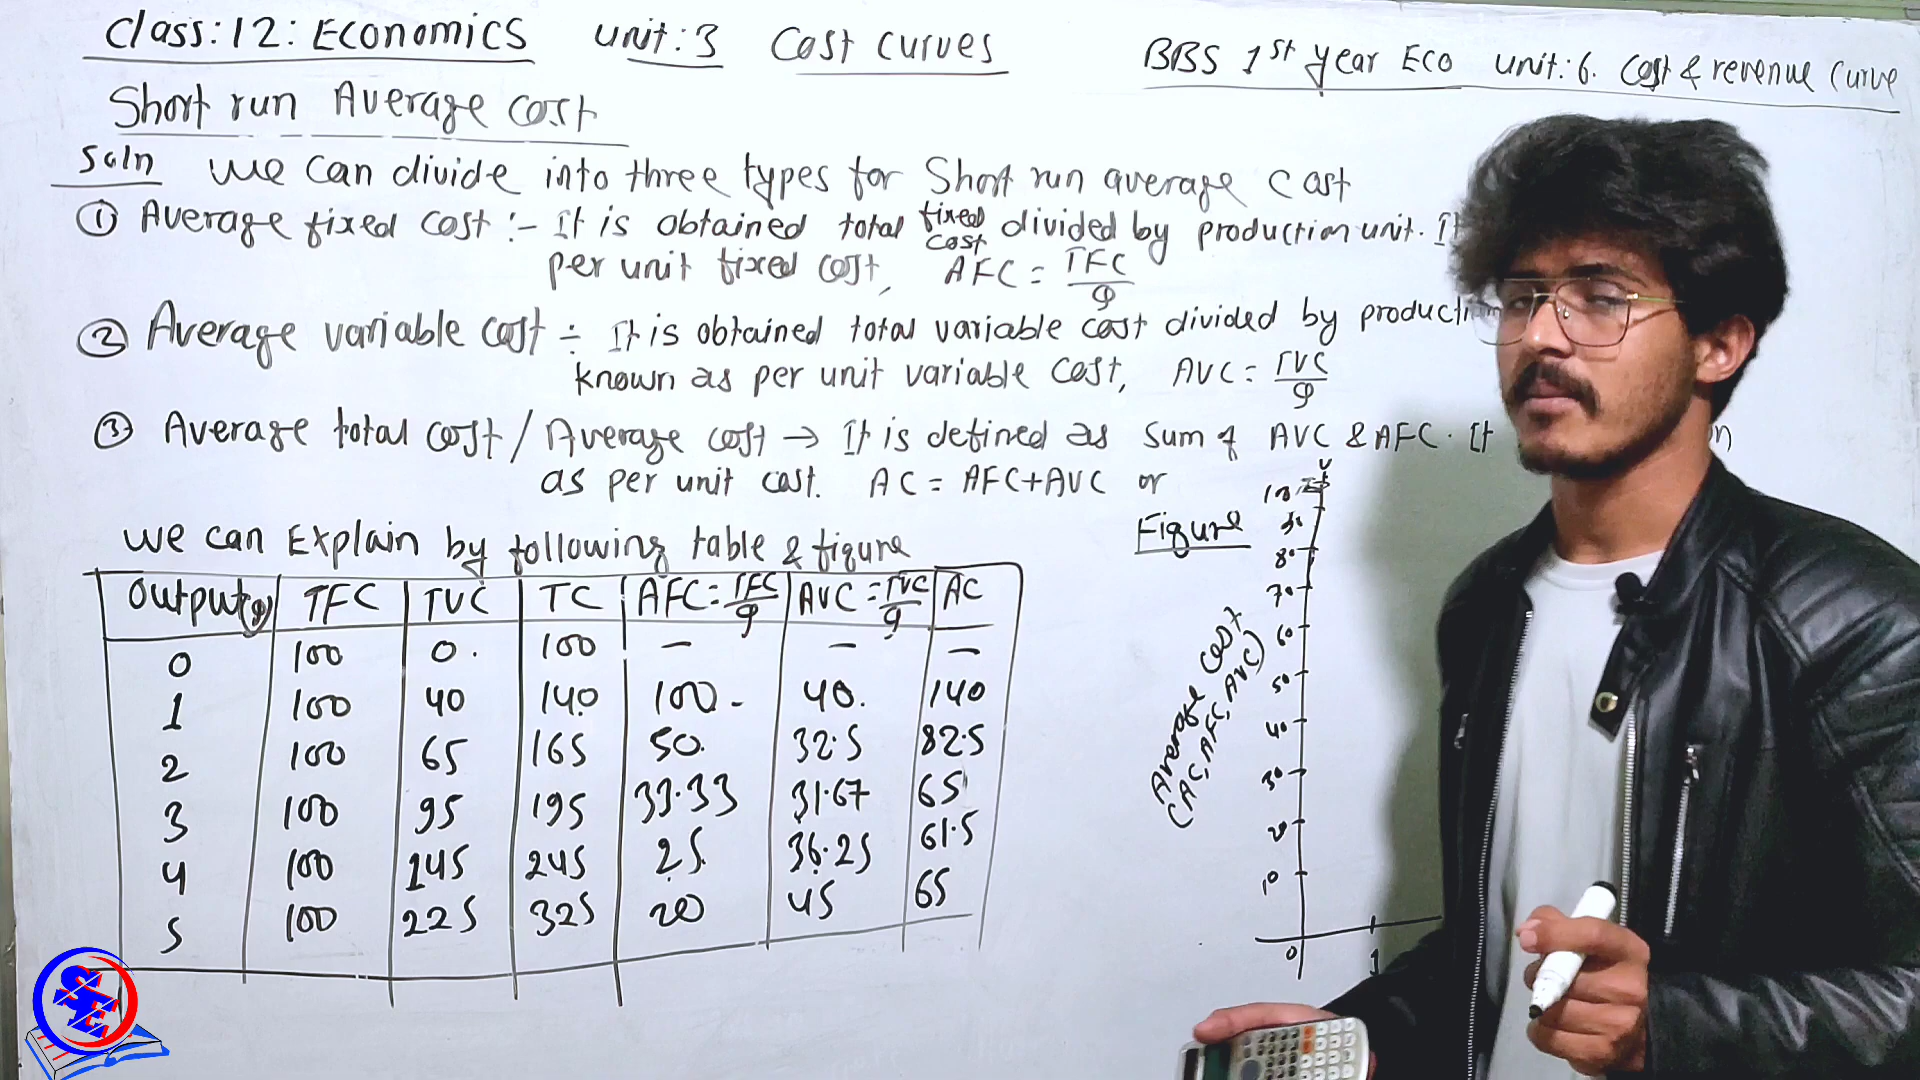 Class:12: Economics unit:3 Cost curves
BBS 1st year Eco unit:6. Cost & revenue curve
Short run Average cost
Soln we can divide into three types for Short run average cost
① Average fixed cost :- It is obtained total fixed cost divided by production unit. It
per unit fixed cost, AFC = TFC/Q
② Average variable cost ÷ It is obtained total variable cost divided by production
known as per unit variable cost, AVC = TVC/Q
③ Average total cost / Average cost → It is defined as sum of AVC & AFC. It
as per unit cost. AC = AFC+AVC or
we can Explain by following table & figure
Output(Q) TFC TVC TC AFC=TFC/Q AVC=TVC/Q AC
0 100 0. 100 — — —
1 100 40 140 100 - 40. 140
2 100 65 165 50. 32.5 82.5
3 100 95 195 33.33 31.67 65
4 100 145 245 25 36.25 61.5
5 100 225 325 20 45 65
Figure
Average cost
(AC, AFC, AVC)
80
70
60
50
40
30
20
10
0 1